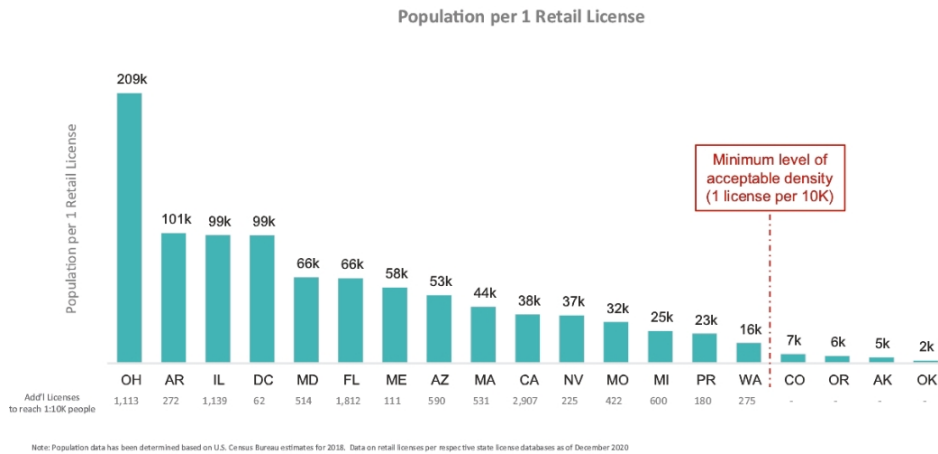 Population per 1 Retail License
Population per 1 Retail License
209k
101k
99k
99k
66k
66k
58k
53k
44k
38k
37k
32k
25k
23k
16k
7k
6k
5k
2k
Minimum level of
acceptable density
(1 license per 10K)
OH AR IL DC MD FL ME AZ MA CA NV MO MI PR WA CO OR AK OK
Add'l Licenses
to reach 1:10K people
1,113 272 1,139 62 514 1,812 111 590 531 2,907 225 422 600 180 275 - - - -
Note: Population data has been determined based on U.S. Census Bureau estimates for 2018. Data on retail licenses per respective state license databases as of December 2020